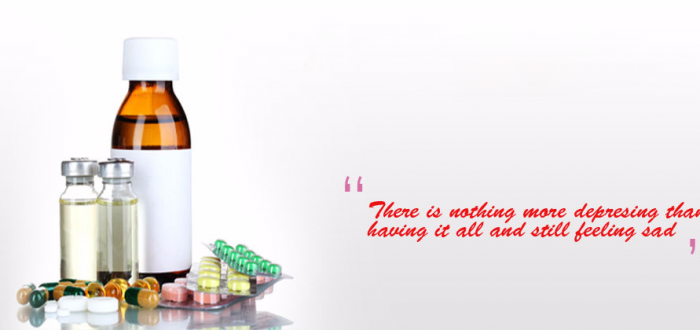 “ There is nothing more depresing than
having it all and still feeling sad ”